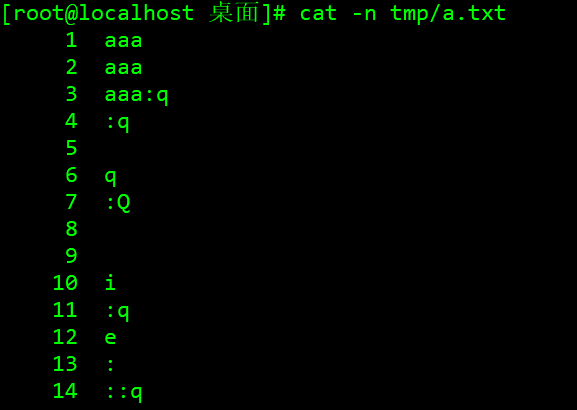 [root@localhost 桌面]# cat -n tmp/a.txt
     1  aaa
     2  aaa
     3  aaa:q
     4  :q
     5
     6  q
     7  :Q
     8
     9
    10  i
    11  :q
    12  e
    13  :
    14  ::q